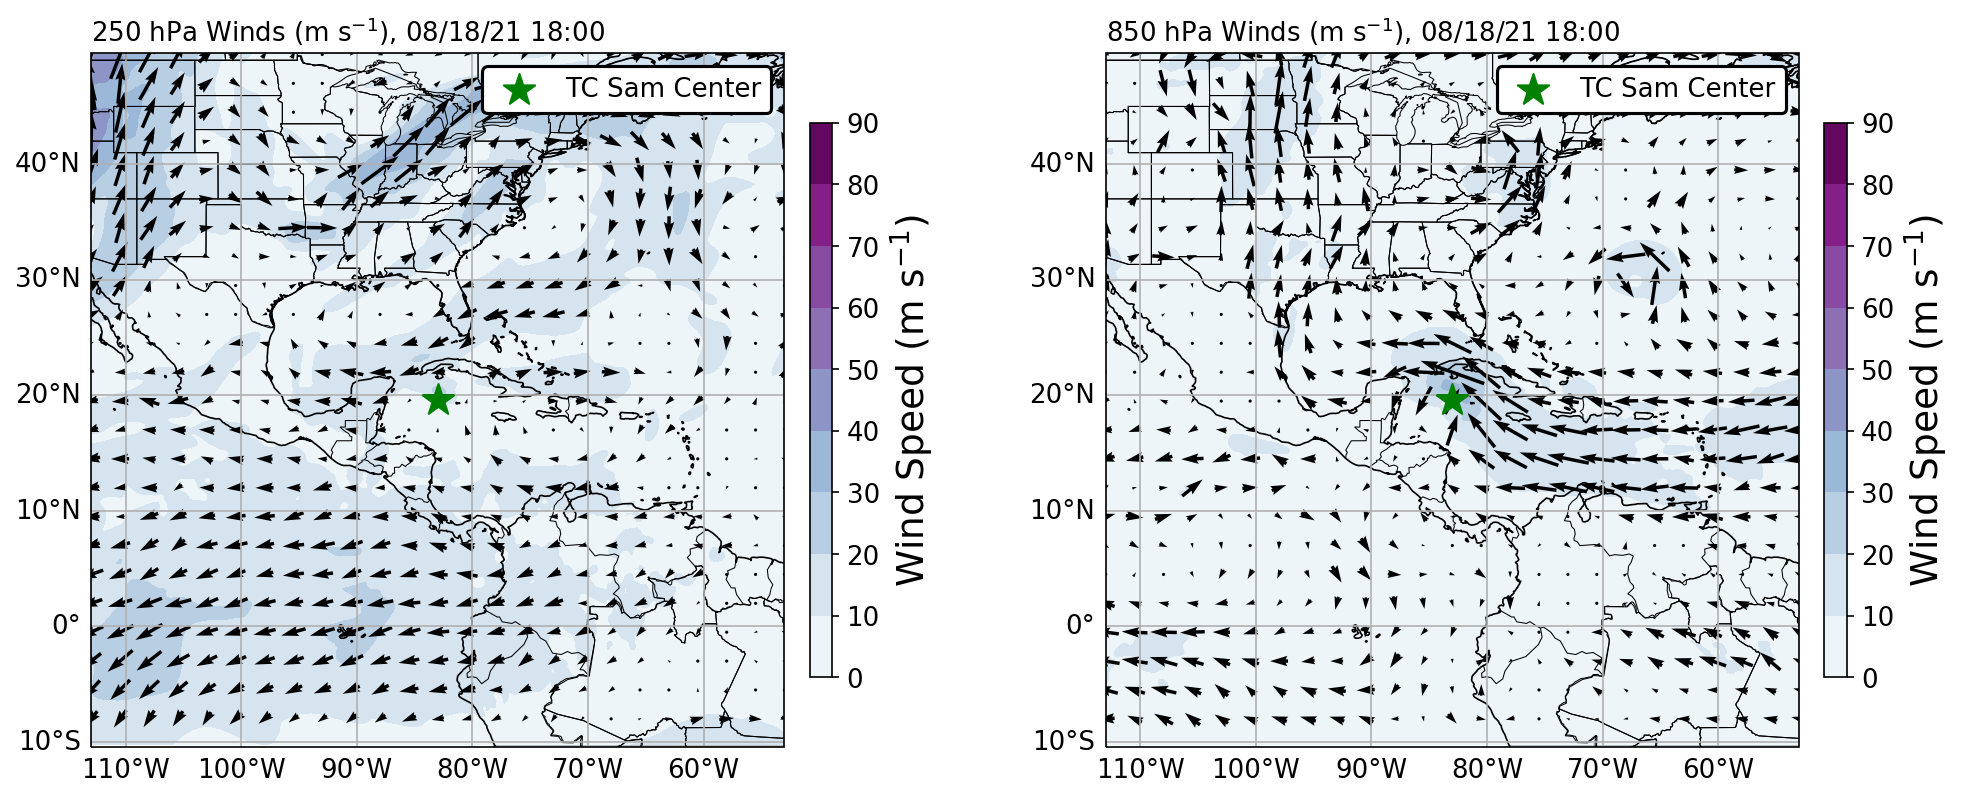 250 hPa Winds (m s⁻¹), 08/18/21 18:00
TC Sam Center
40°N
30°N
20°N
10°N
0°
10°S
110°W 100°W 90°W 80°W 70°W 60°W
90
80
70
60
50
40
30
20
10
0
Wind Speed (m s⁻¹)
850 hPa Winds (m s⁻¹), 08/18/21 18:00
TC Sam Center
40°N
30°N
20°N
10°N
0°
10°S
110°W 100°W 90°W 80°W 70°W 60°W
90
80
70
60
50
40
30
20
10
0
Wind Speed (m s⁻¹)